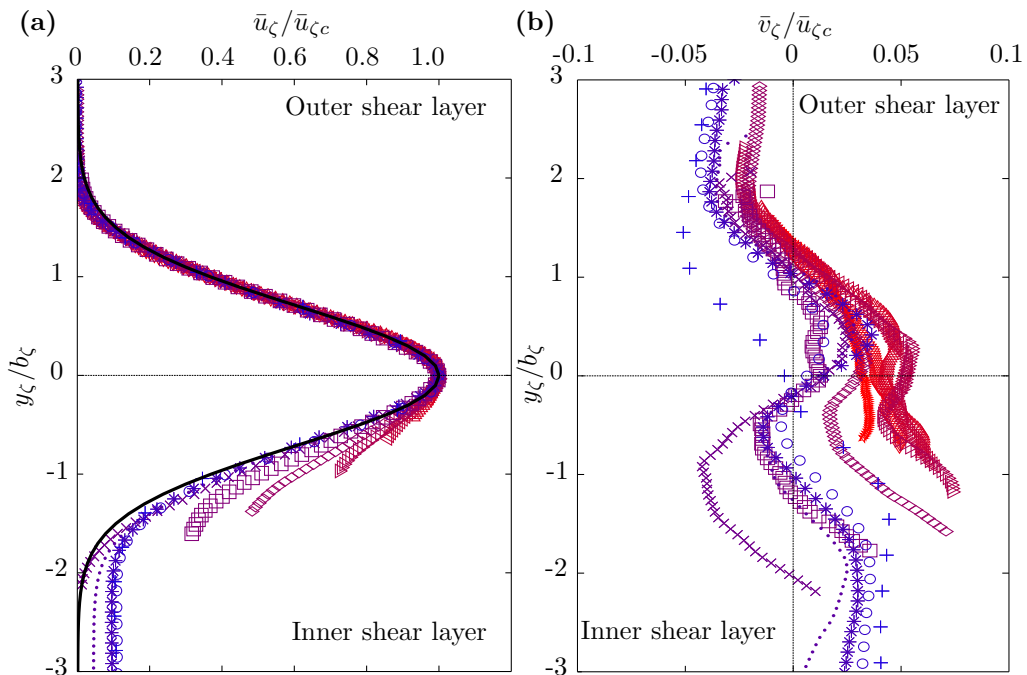 (a)
ū_ζ/ū_ζc
0 0.2 0.4 0.6 0.8 1.0
3
2
1
0
-1
-2
-3
y_ζ/b_ζ
Outer shear layer
Inner shear layer
(b)
v̄_ζ/ū_ζc
-0.1 -0.05 0 0.05 0.1
3
2
1
0
-1
-2
-3
y_ζ/b_ζ
Outer shear layer
Inner shear layer